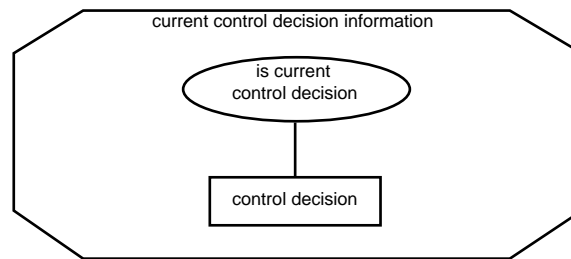 current control decision information
is current
control decision
control decision